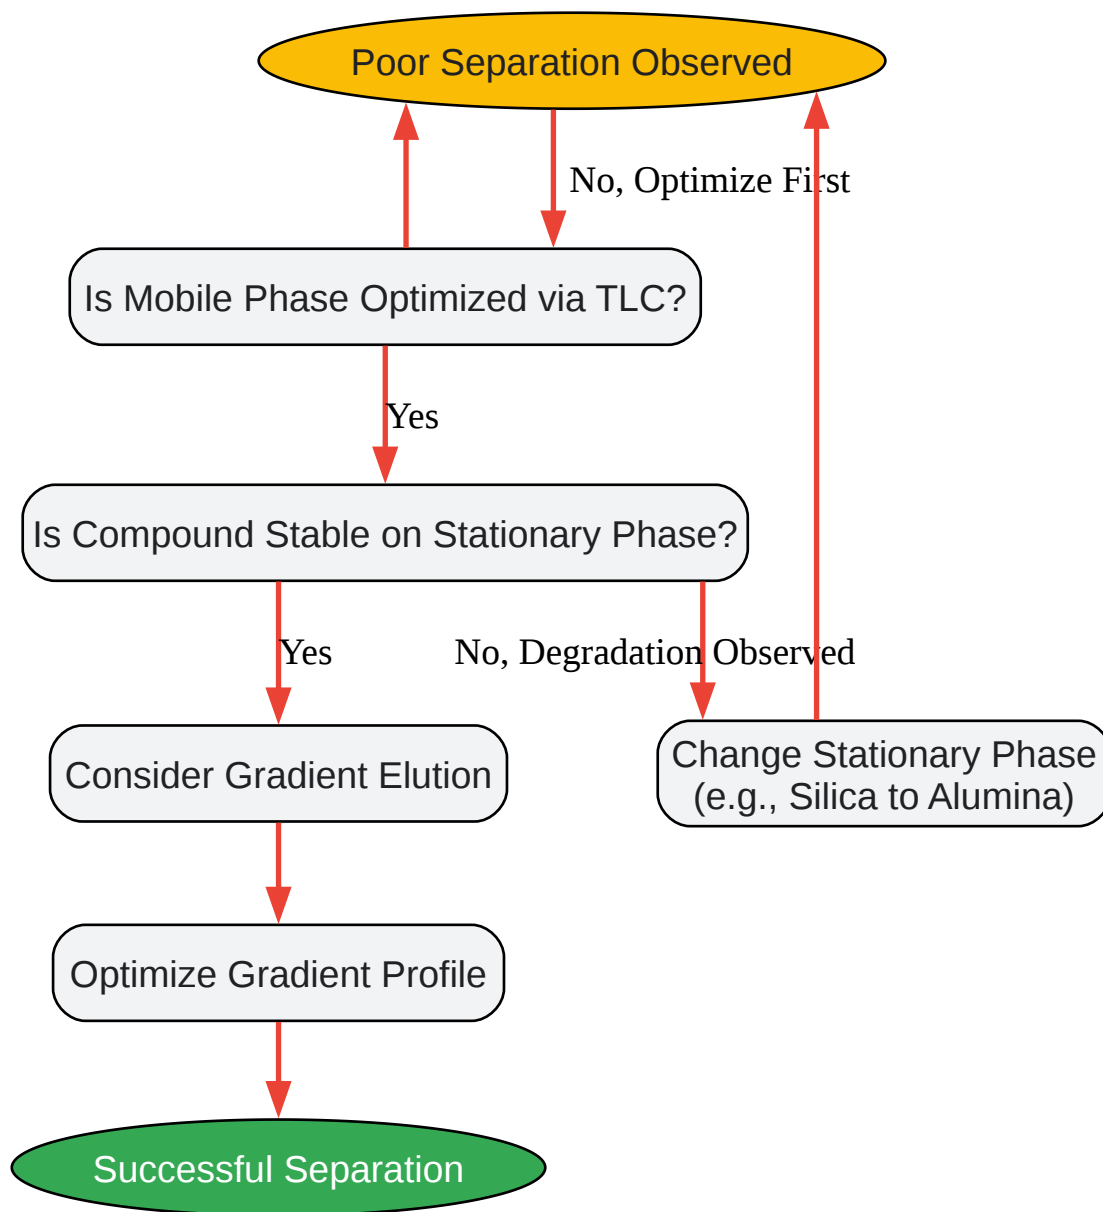 Poor Separation Observed
No, Optimize First
Is Mobile Phase Optimized via TLC?
Yes
Is Compound Stable on Stationary Phase?
Yes
No, Degradation Observed
Consider Gradient Elution
Change Stationary Phase
(e.g., Silica to Alumina)
Optimize Gradient Profile
Successful Separation